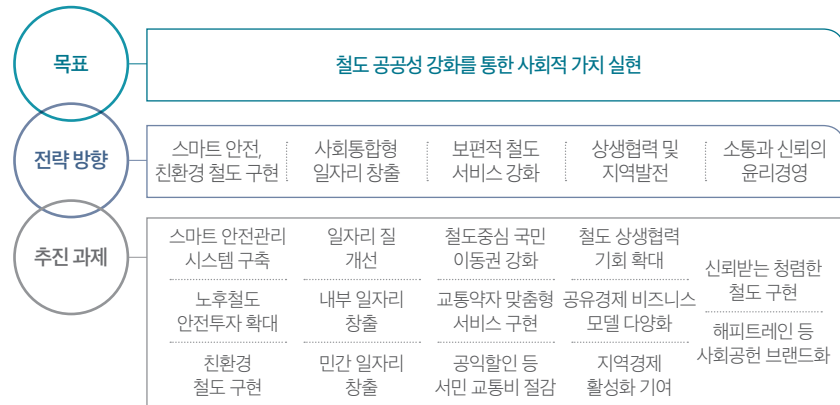 목표
철도 공공성 강화를 통한 사회적 가치 실현
전략 방향
스마트 안전,
친환경 철도 구현
사회통합형
일자리 창출
보편적 철도
서비스 강화
상생협력 및
지역발전
소통과 신뢰의
윤리경영
추진 과제
스마트 안전관리
시스템 구축
노후철도
안전투자 확대
친환경
철도 구현
일자리 질
개선
내부 일자리
창출
민간 일자리
창출
철도중심 국민
이동권 강화
교통약자 맞춤형
서비스 구현
공익할인 등
서민 교통비 절감
철도 상생협력
기회 확대
공유경제 비즈니스
모델 다양화
지역경제
활성화 기여
신뢰받는 청렴한
철도 구현
해피트레인 등
사회공헌 브랜드화